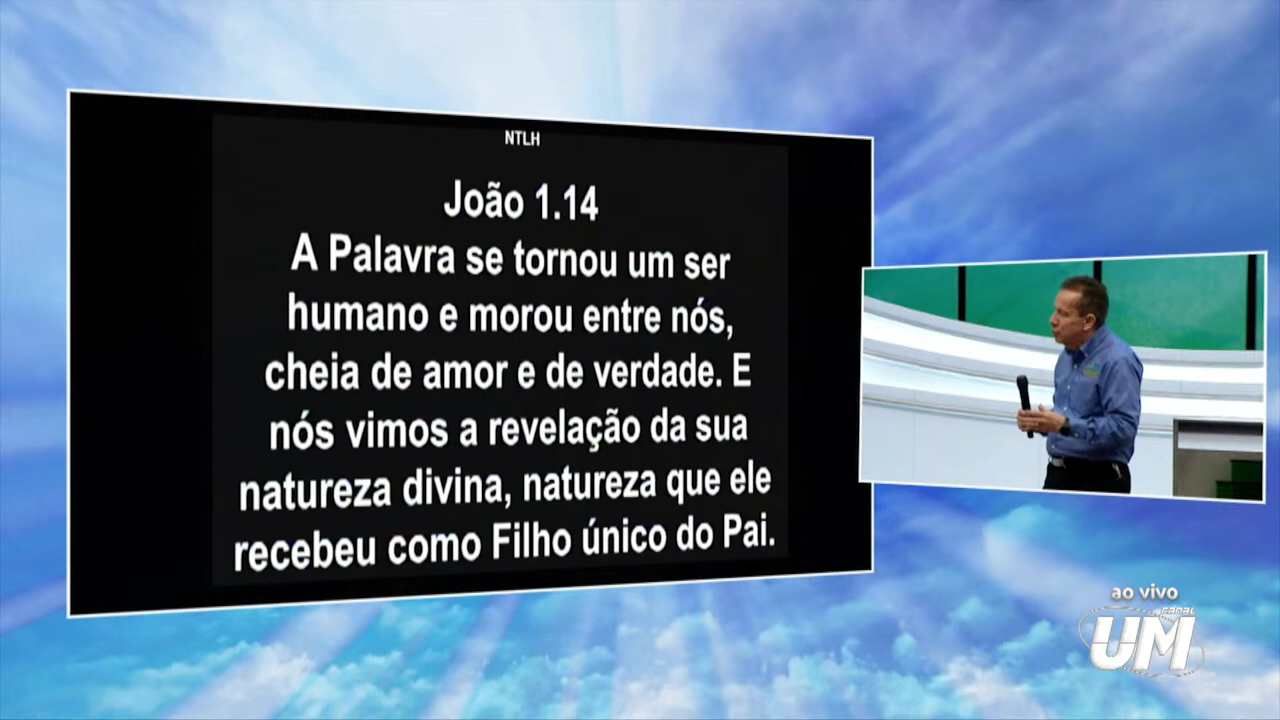 NTLH
João 1.14
A Palavra se tornou um ser
humano e morou entre nós,
cheia de amor e de verdade. E
nós vimos a revelação da sua
natureza divina, natureza que ele
recebeu como Filho único do Pai.
ao vivo
CANAL
UM